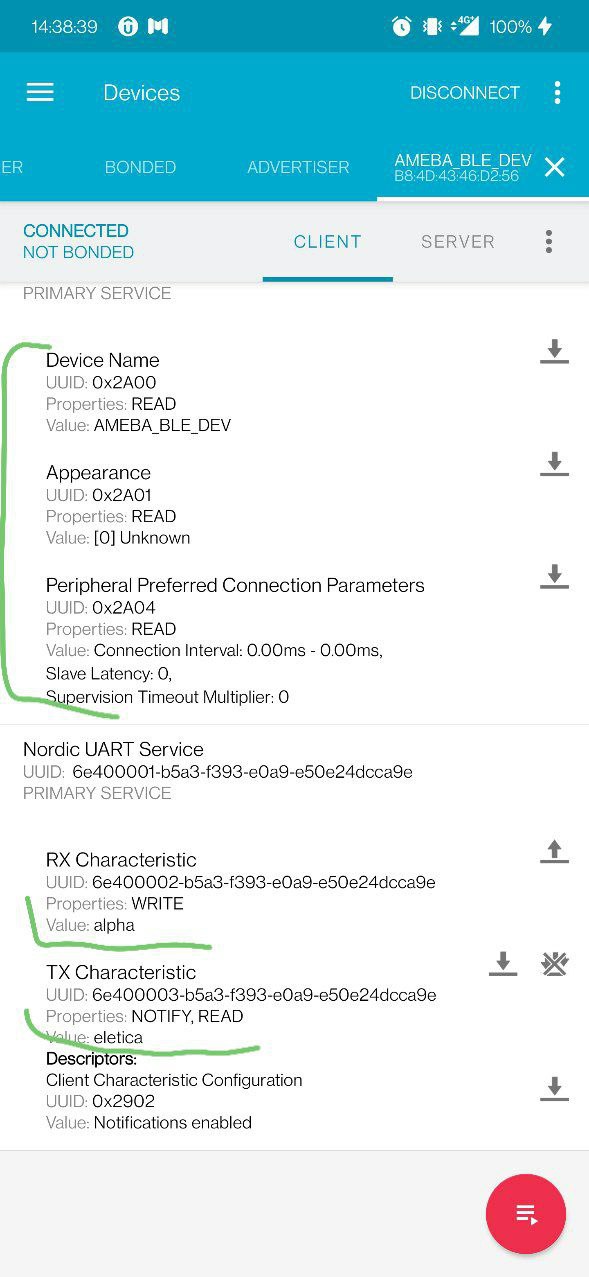 14:38:39 4G+ 100%
Devices DISCONNECT
ER BONDED ADVERTISER AMEBA_BLE_DEV
B8:4D:43:46:D2:56
CONNECTED
NOT BONDED
CLIENT SERVER
PRIMARY SERVICE
Device Name
UUID: 0x2A00
Properties: READ
Value: AMEBA_BLE_DEV
Appearance
UUID: 0x2A01
Properties: READ
Value: [0] Unknown
Peripheral Preferred Connection Parameters
UUID: 0x2A04
Properties: READ
Value: Connection Interval: 0.00ms - 0.00ms,
Slave Latency: 0,
Supervision Timeout Multiplier: 0
Nordic UART Service
UUID: 6e400001-b5a3-f393-e0a9-e50e24dcca9e
PRIMARY SERVICE
RX Characteristic
UUID: 6e400002-b5a3-f393-e0a9-e50e24dcca9e
Properties: WRITE
Value: alpha
TX Characteristic
UUID: 6e400003-b5a3-f393-e0a9-e50e24dcca9e
Properties: NOTIFY, READ
Value: eletica
Descriptors:
Client Characteristic Configuration
UUID: 0x2902
Value: Notifications enabled